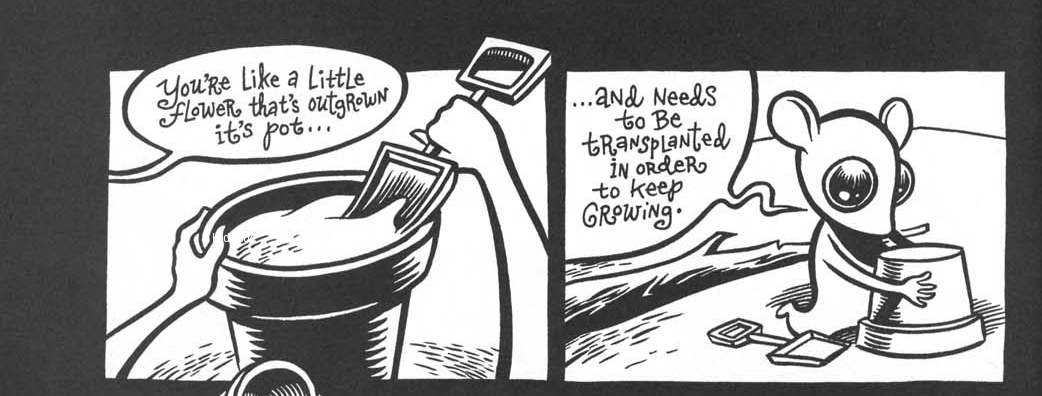 You're Like a Little
flower that's outgrown
it's pot...
...and Needs
to Be
transplanted
in order
to keep
Growing.